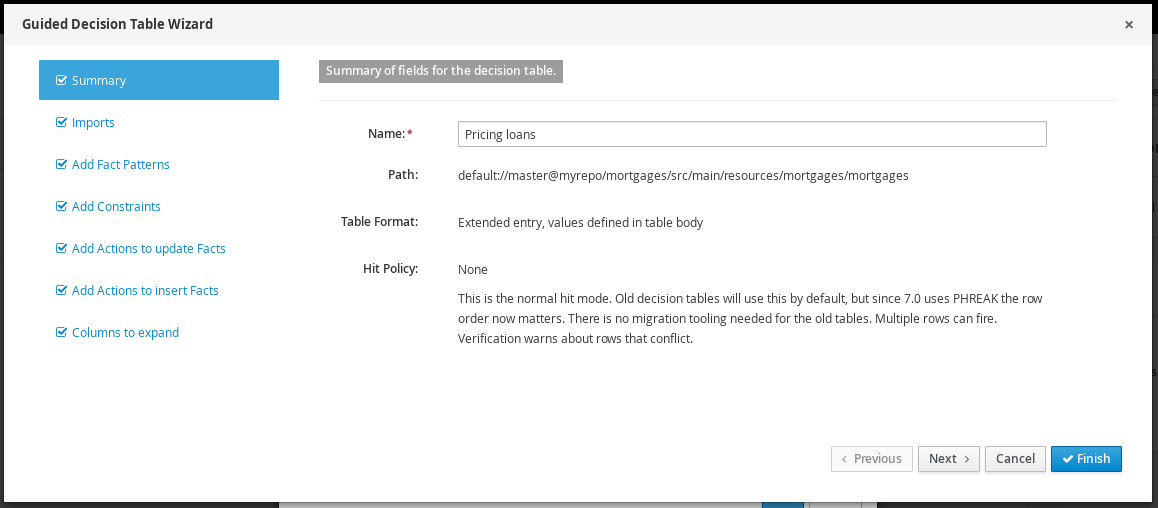 Guided Decision Table Wizard
×
Summary
Imports
Add Fact Patterns
Add Constraints
Add Actions to update Facts
Add Actions to insert Facts
Columns to expand
Summary of fields for the decision table.
Name:*
Pricing loans
Path:
default://master@myrepo/mortgages/src/main/resources/mortgages/mortgages
Table Format:
Extended entry, values defined in table body
Hit Policy:
None
This is the normal hit mode. Old decision tables will use this by default, but since 7.0 uses PHREAK the row
order now matters. There is no migration tooling needed for the old tables. Multiple rows can fire.
Verification warns about rows that conflict.
Previous
Next
Cancel
Finish